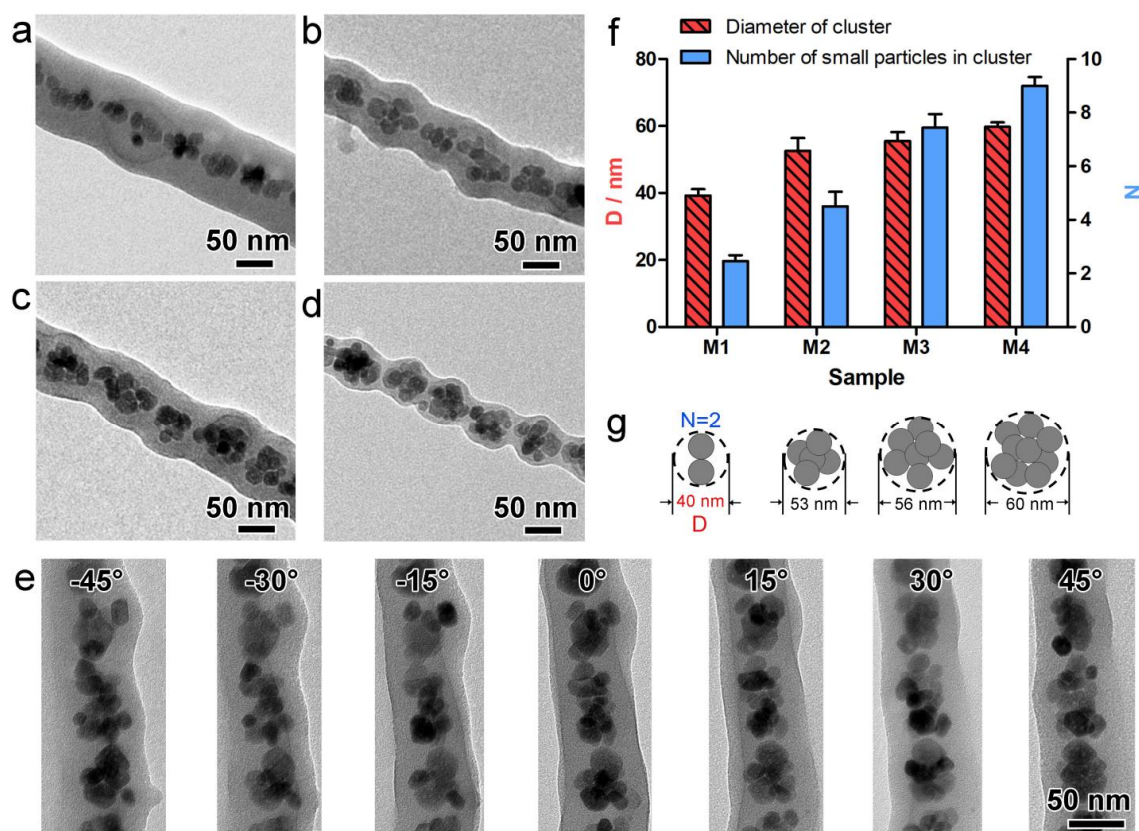 a
50 nm
b
50 nm
c
50 nm
d
50 nm
f
Diameter of cluster
Number of small particles in cluster
80
60
40
20
0
D / nm
10
8
6
4
2
0
N
M1 M2 M3 M4
Sample
g
N=2
40 nm
D
53 nm
56 nm
60 nm
e
-45° -30° -15° 0° 15° 30° 45°
50 nm